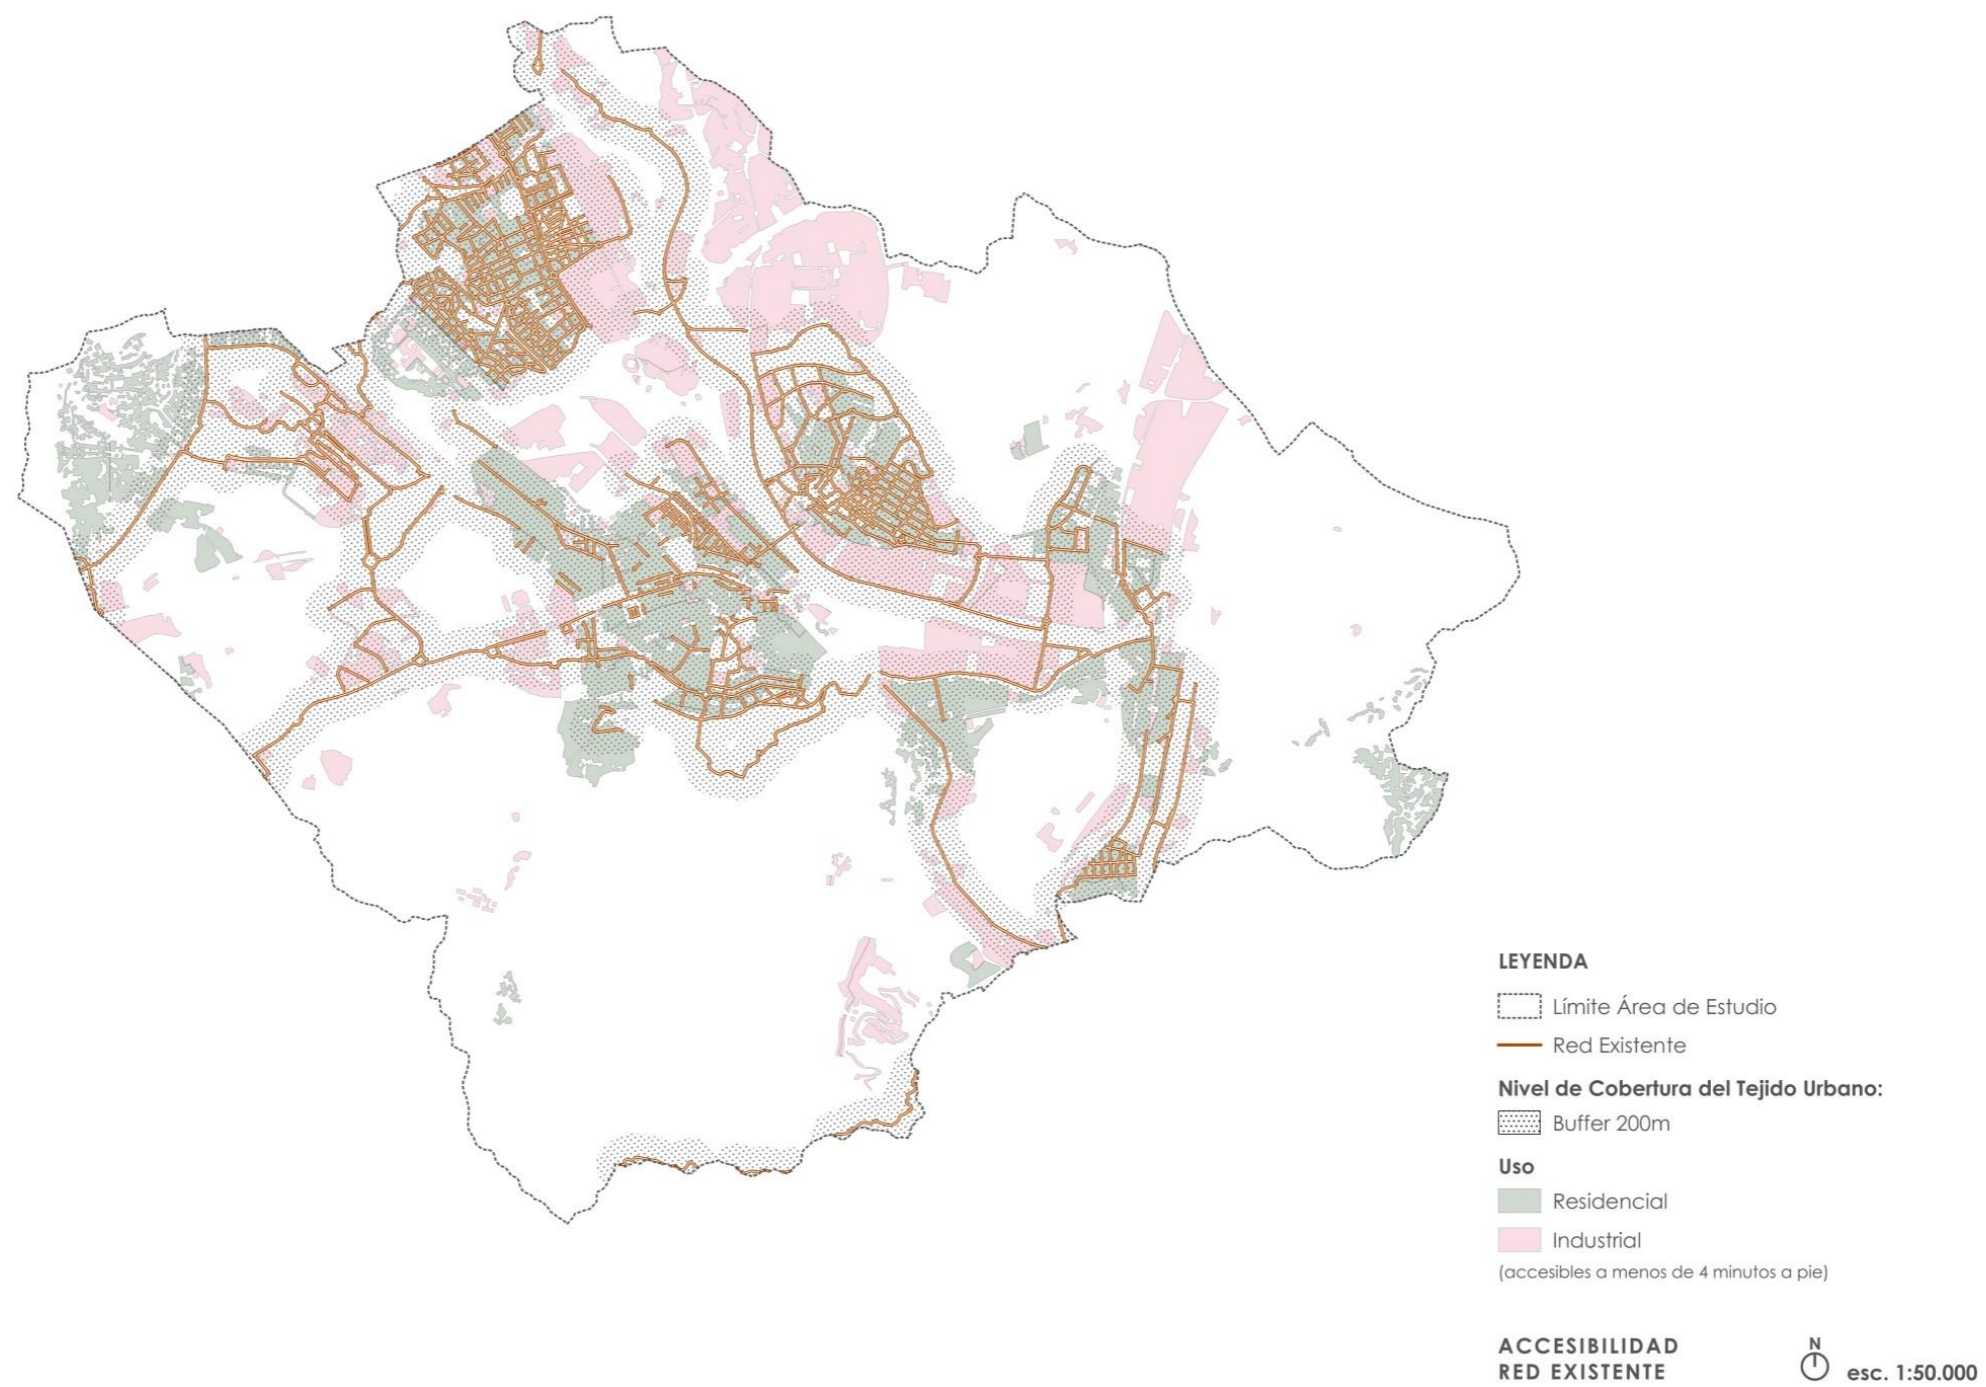 LEYENDA
Límite Área de Estudio
Red Existente
Nivel de Cobertura del Tejido Urbano:
Buffer 200m
Uso
Residencial
Industrial
(accesibles a menos de 4 minutos a pie)
ACCESIBILIDAD
RED EXISTENTE
N
esc. 1:50.000